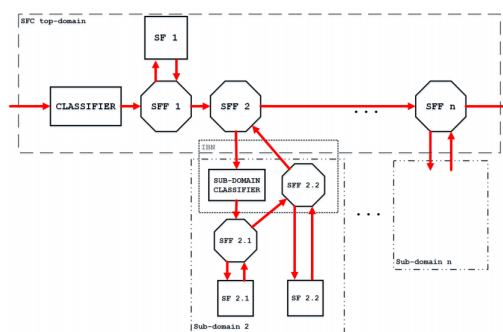 SFC top-domain
SF 1
CLASSIFIER
SFF 1
SFF 2
. . .
SFF n
IBN
SUB-DOMAIN
CLASSIFIER
SFF 2.2
SFF 2.1
. . .
SF 2.1
SF 2.2
Sub-domain n
Sub-domain 2